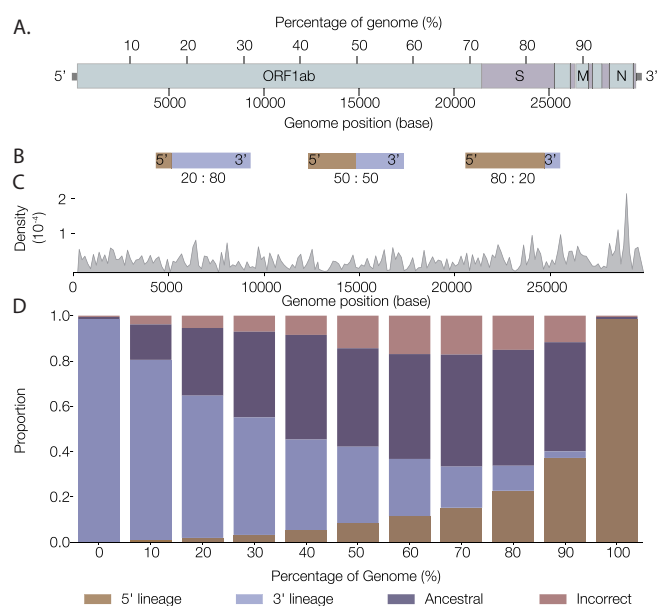 A.
Percentage of genome (%)
10 20 30 40 50 60 70 80 90
5’ ORF1ab S M N 3’
5000 10000 15000 20000 25000
Genome position (base)
B
5’ 3’ 5’ 3’ 5’ 3’
20 : 80 50 : 50 80 : 20
C
Density
(10⁻⁴)
2
1
0 5000 10000 15000 20000 25000
Genome position (base)
D
Proportion
1.0
0.8
0.6
0.4
0.2
0.0
0 10 20 30 40 50 60 70 80 90 100
Percentage of Genome (%)
5' lineage 3' lineage Ancestral Incorrect